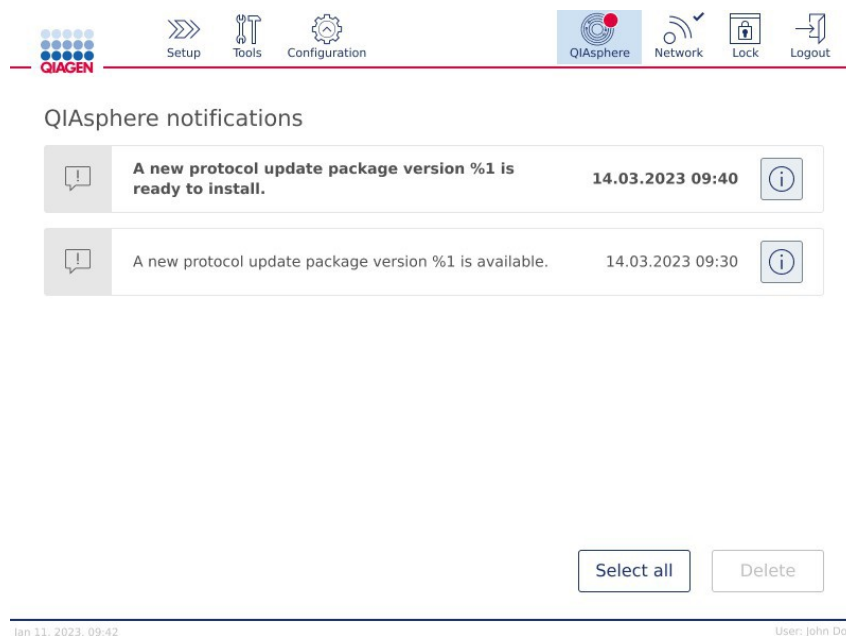 QIAGEN
Setup
Tools
Configuration
QIAsphere
Network
Lock
Logout
QIAsphere notifications
A new protocol update package version %1 is
ready to install.
14.03.2023 09:40
A new protocol update package version %1 is available.
14.03.2023 09:30
Select all
Delete
Jan 11. 2023. 09:42
User: John Do